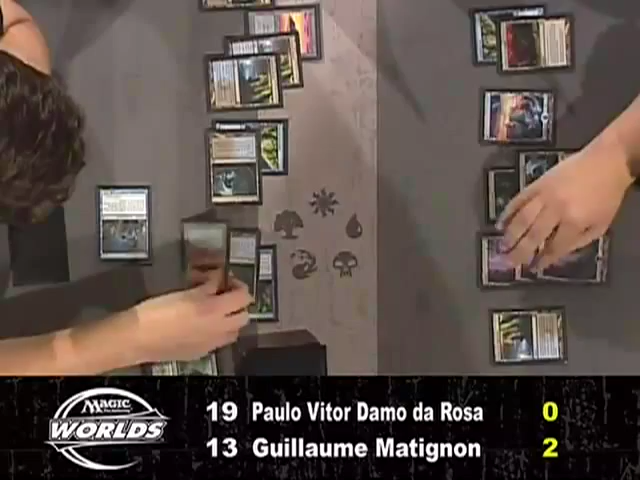 MAGIC
WORLDS
19 Paulo Vitor Damo da Rosa 0
13 Guillaume Matignon 2